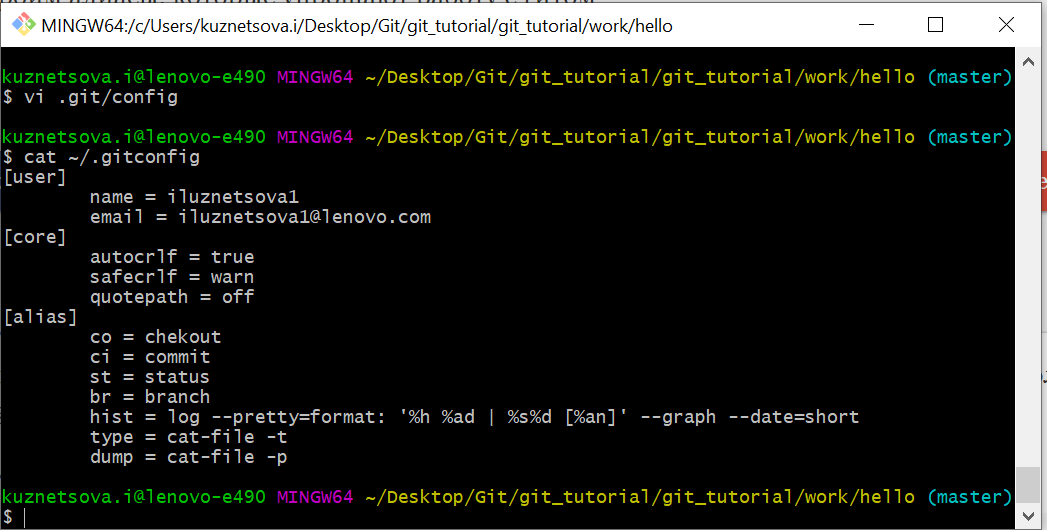 MINGW64:/c/Users/kuznetsova.i/Desktop/Git/git_tutorial/git_tutorial/work/hello
kuznetsova.i@lenovo-e490 MINGW64 ~/Desktop/Git/git_tutorial/git_tutorial/work/hello (master)
$ vi .git/config
kuznetsova.i@lenovo-e490 MINGW64 ~/Desktop/Git/git_tutorial/git_tutorial/work/hello (master)
$ cat ~/.gitconfig
[user]
name = iluznetsova1
email = iluznetsova1@lenovo.com
[core]
autocrlf = true
safecrlf = warn
quotepath = off
[alias]
co = chekout
ci = commit
st = status
br = branch
hist = log --pretty=format: '%h %ad | %s%d [%an]' --graph --date=short
type = cat-file -t
dump = cat-file -p
kuznetsova.i@lenovo-e490 MINGW64 ~/Desktop/Git/git_tutorial/git_tutorial/work/hello (master)
$